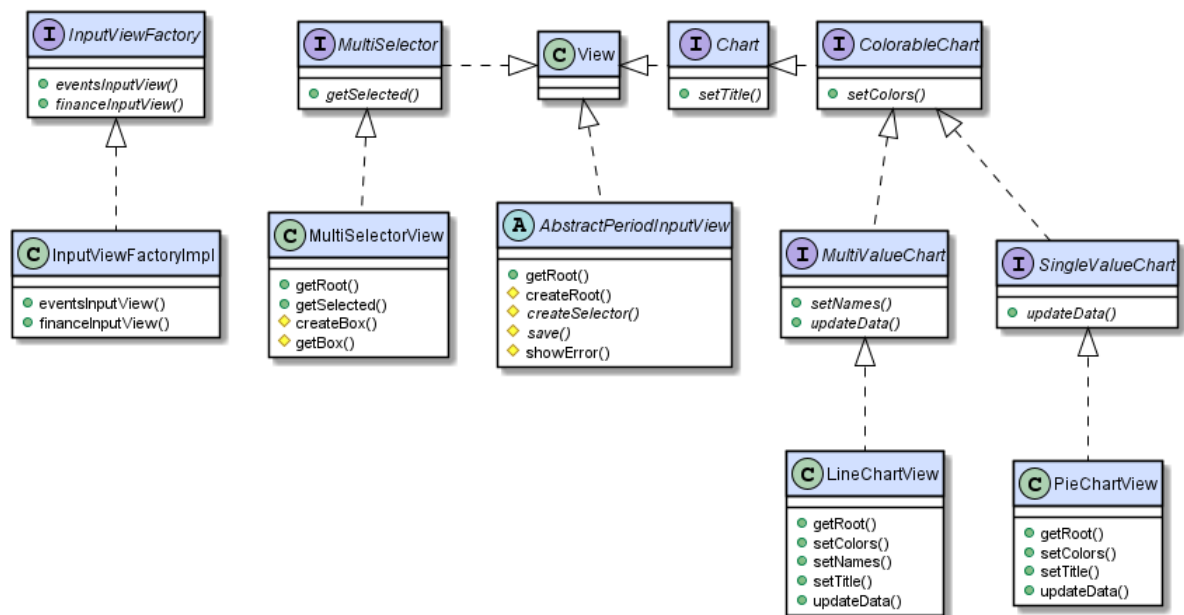 I InputViewFactory
eventsInputView()
financeInputView()
I MultiSelector
getSelected()
C View
I Chart
setTitle()
I ColorableChart
setColors()
C InputViewFactoryImpl
eventsInputView()
financeInputView()
C MultiSelectorView
getRoot()
getSelected()
createBox()
getBox()
A AbstractPeriodInputView
getRoot()
createRoot()
createSelector()
save()
showError()
I MultiValueChart
setNames()
updateData()
I SingleValueChart
updateData()
C LineChartView
getRoot()
setColors()
setNames()
setTitle()
updateData()
C PieChartView
getRoot()
setColors()
setTitle()
updateData()